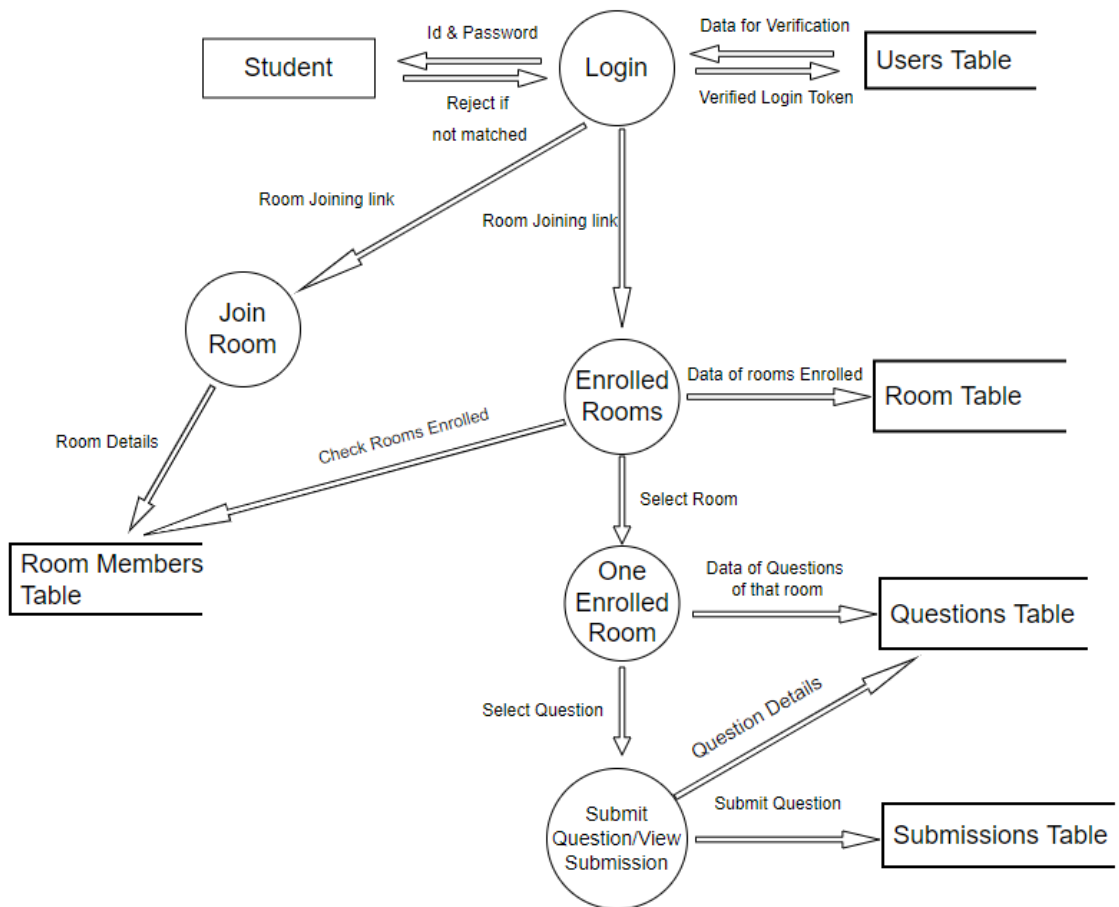 Id & Password
Data for Verification
Student
Login
Users Table
Reject if
not matched
Verified Login Token
Room Joining link
Room Joining link
Join
Room
Enrolled
Rooms
Data of rooms Enrolled
Room Table
Room Details
Check Rooms Enrolled
Select Room
Room Members
Table
One
Enrolled
Room
Data of Questions
of that room
Questions Table
Select Question
Question Details
Submit
Question/View
Submission
Submit Question
Submissions Table